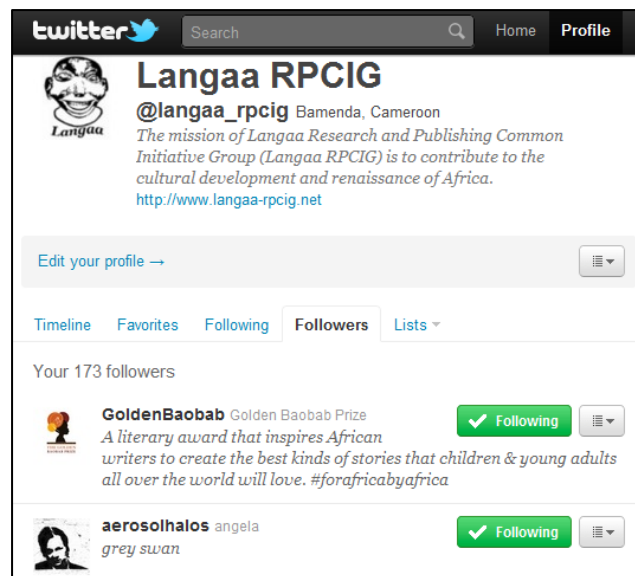 twitter Search Home Profile
Langaa
Langaa RPCIG
@langaa_rpcig Bamenda, Cameroon
The mission of Langaa Research and Publishing Common
Initiative Group (Langaa RPCIG) is to contribute to the
cultural development and renaissance of Africa.
http://www.langaa-rpcig.net
Edit your profile →
Timeline Favorites Following Followers Lists
Your 173 followers
GoldenBaobab Golden Baobab Prize
Following
A literary award that inspires African
writers to create the best kinds of stories that children & young adults
all over the world will love. #forafricabyafrica
THE GOLDEN
BAOBAB PRIZE
aerosolhalos angela
Following
grey swan